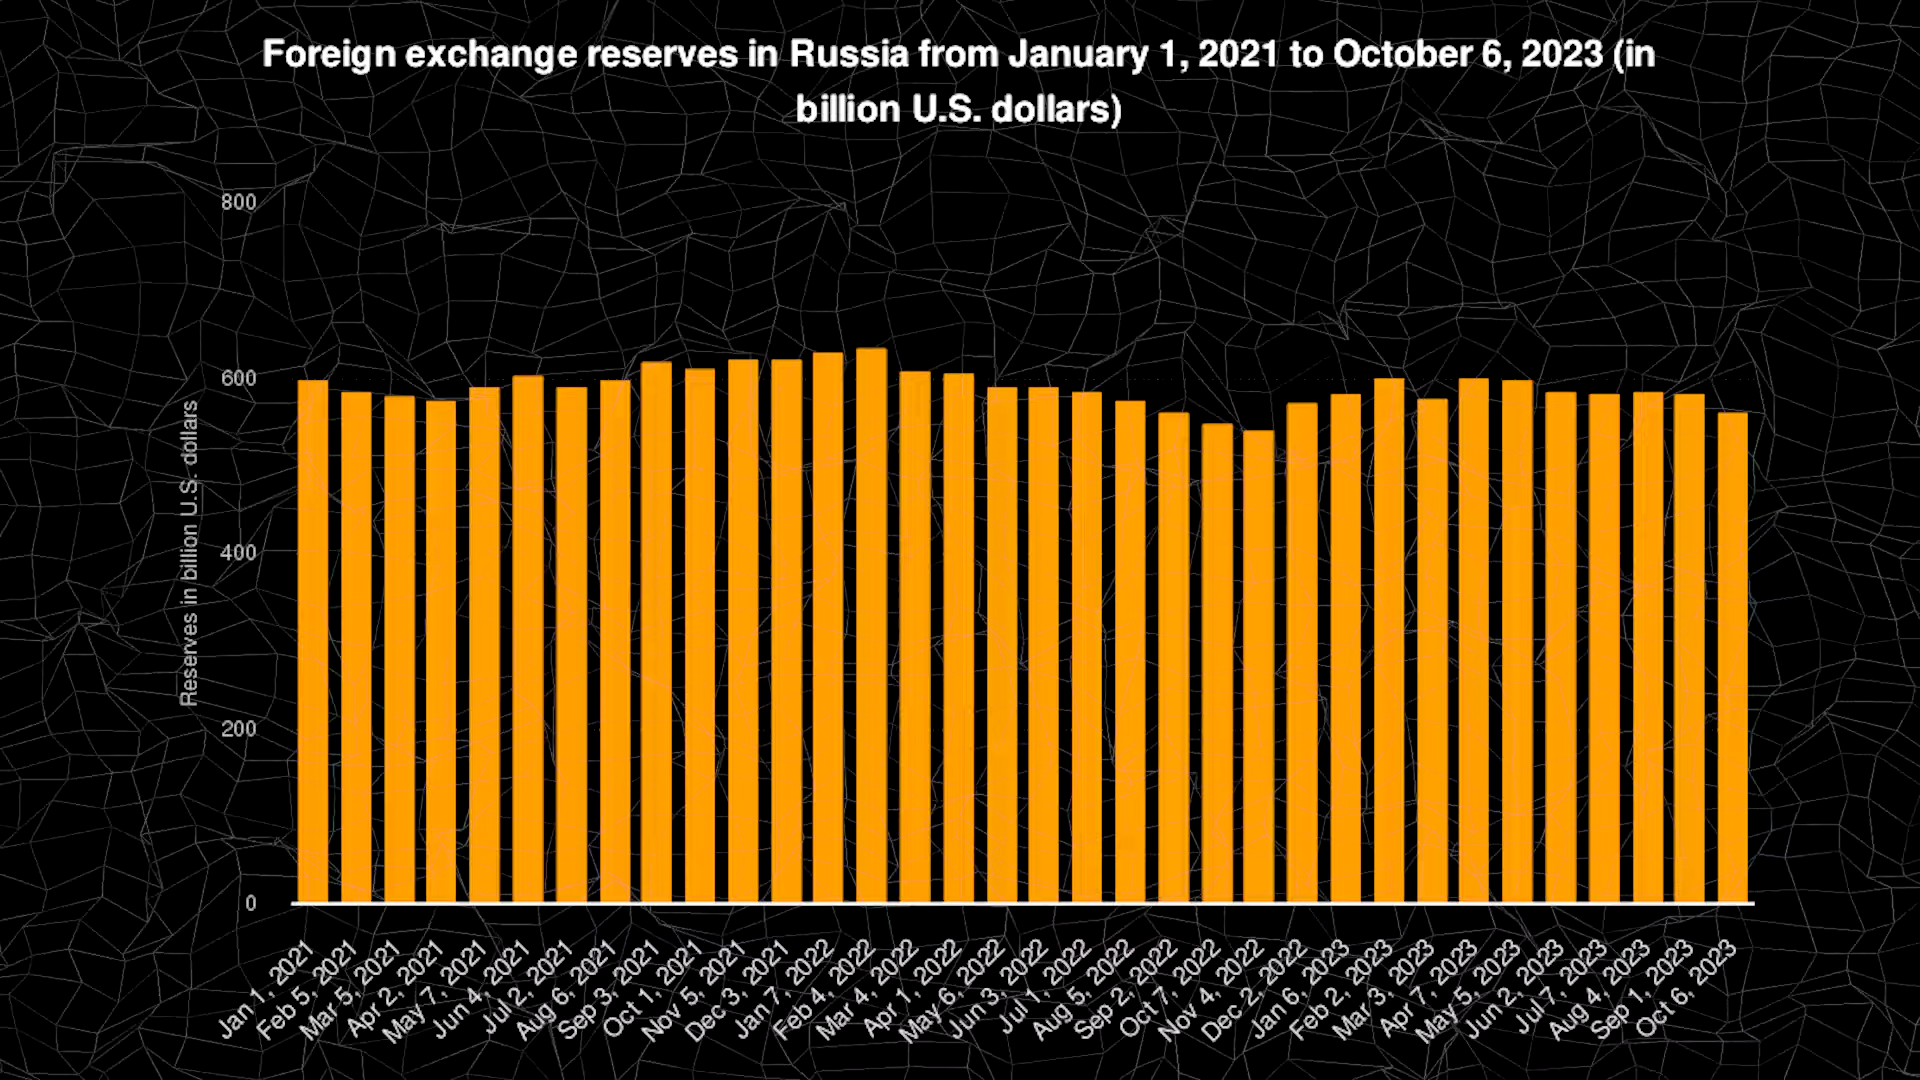 Foreign exchange reserves in Russia from January 1, 2021 to October 6, 2023 (in
billion U.S. dollars)
800
600
400
200
0
Reserves in billion U.S. dollars
Jan 1, 2021
Feb 5, 2021
Mar 5, 2021
Apr 2, 2021
May 7, 2021
Jun 4, 2021
Jul 2, 2021
Aug 6, 2021
Sep 3, 2021
Oct 1, 2021
Nov 5, 2021
Dec 3, 2021
Jan 7, 2022
Feb 4, 2022
Mar 4, 2022
Apr 1, 2022
May 6, 2022
Jun 3, 2022
Jul 1, 2022
Aug 5, 2022
Sep 2, 2022
Oct 7, 2022
Nov 4, 2022
Dec 2, 2022
Jan 6, 2023
Feb 2, 2023
Mar 3, 2023
Apr 7, 2023
May 5, 2023
Jun 2, 2023
Jul 7, 2023
Aug 4, 2023
Sep 1, 2023
Oct 6, 2023